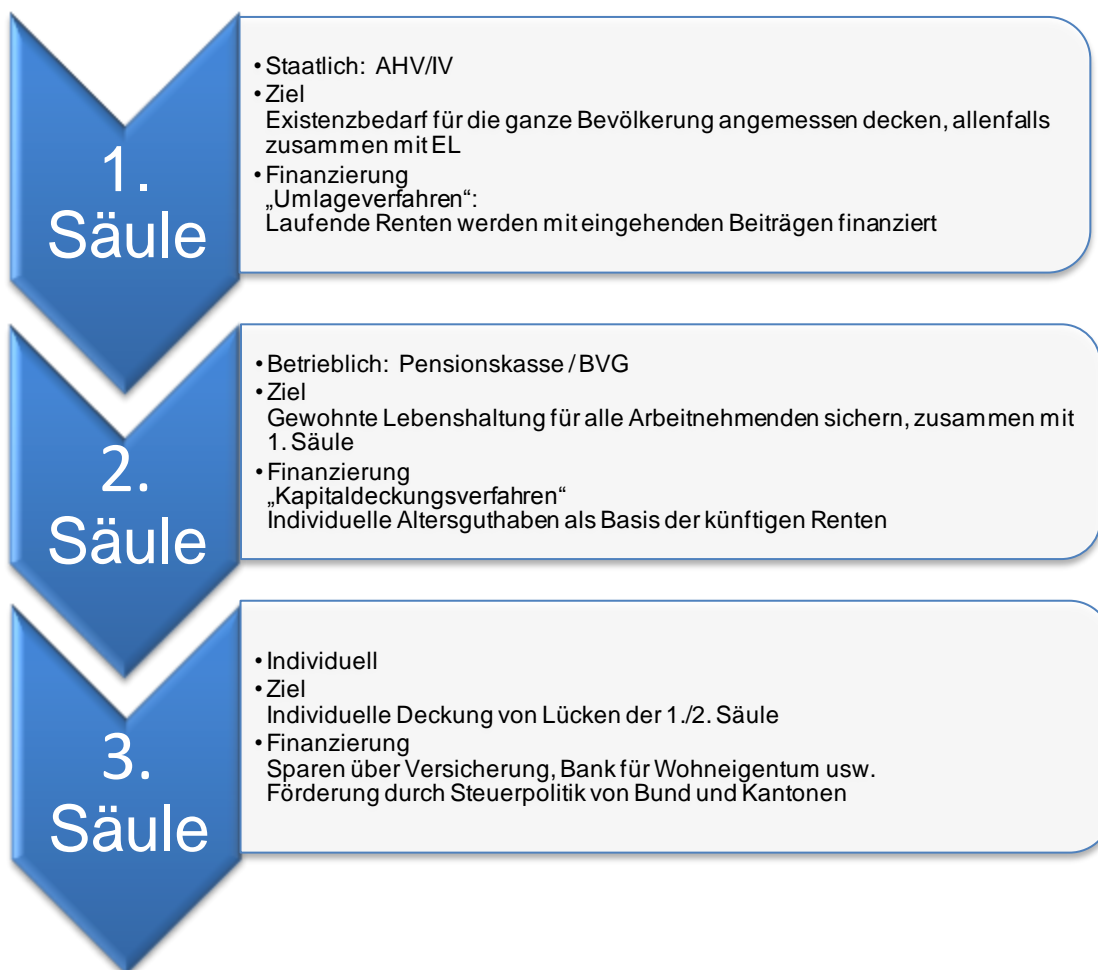 1.
Säule
• Staatlich: AHV/IV
• Ziel
Existenzbedarf für die ganze Bevölkerung angemessen decken, allenfalls
zusammen mit EL
• Finanzierung
„Umlageverfahren“:
Laufende Renten werden mit eingehenden Beiträgen finanziert
2.
Säule
• Betrieblich: Pensionskasse / BVG
• Ziel
Gewohnte Lebenshaltung für alle Arbeitnehmenden sichern, zusammen mit
1. Säule
• Finanzierung
„Kapitaldeckungsverfahren“
Individuelle Altersguthaben als Basis der künftigen Renten
3.
Säule
• Individuell
• Ziel
Individuelle Deckung von Lücken der 1./2. Säule
• Finanzierung
Sparen über Versicherung, Bank für Wohneigentum usw.
Förderung durch Steuerpolitik von Bund und Kantonen